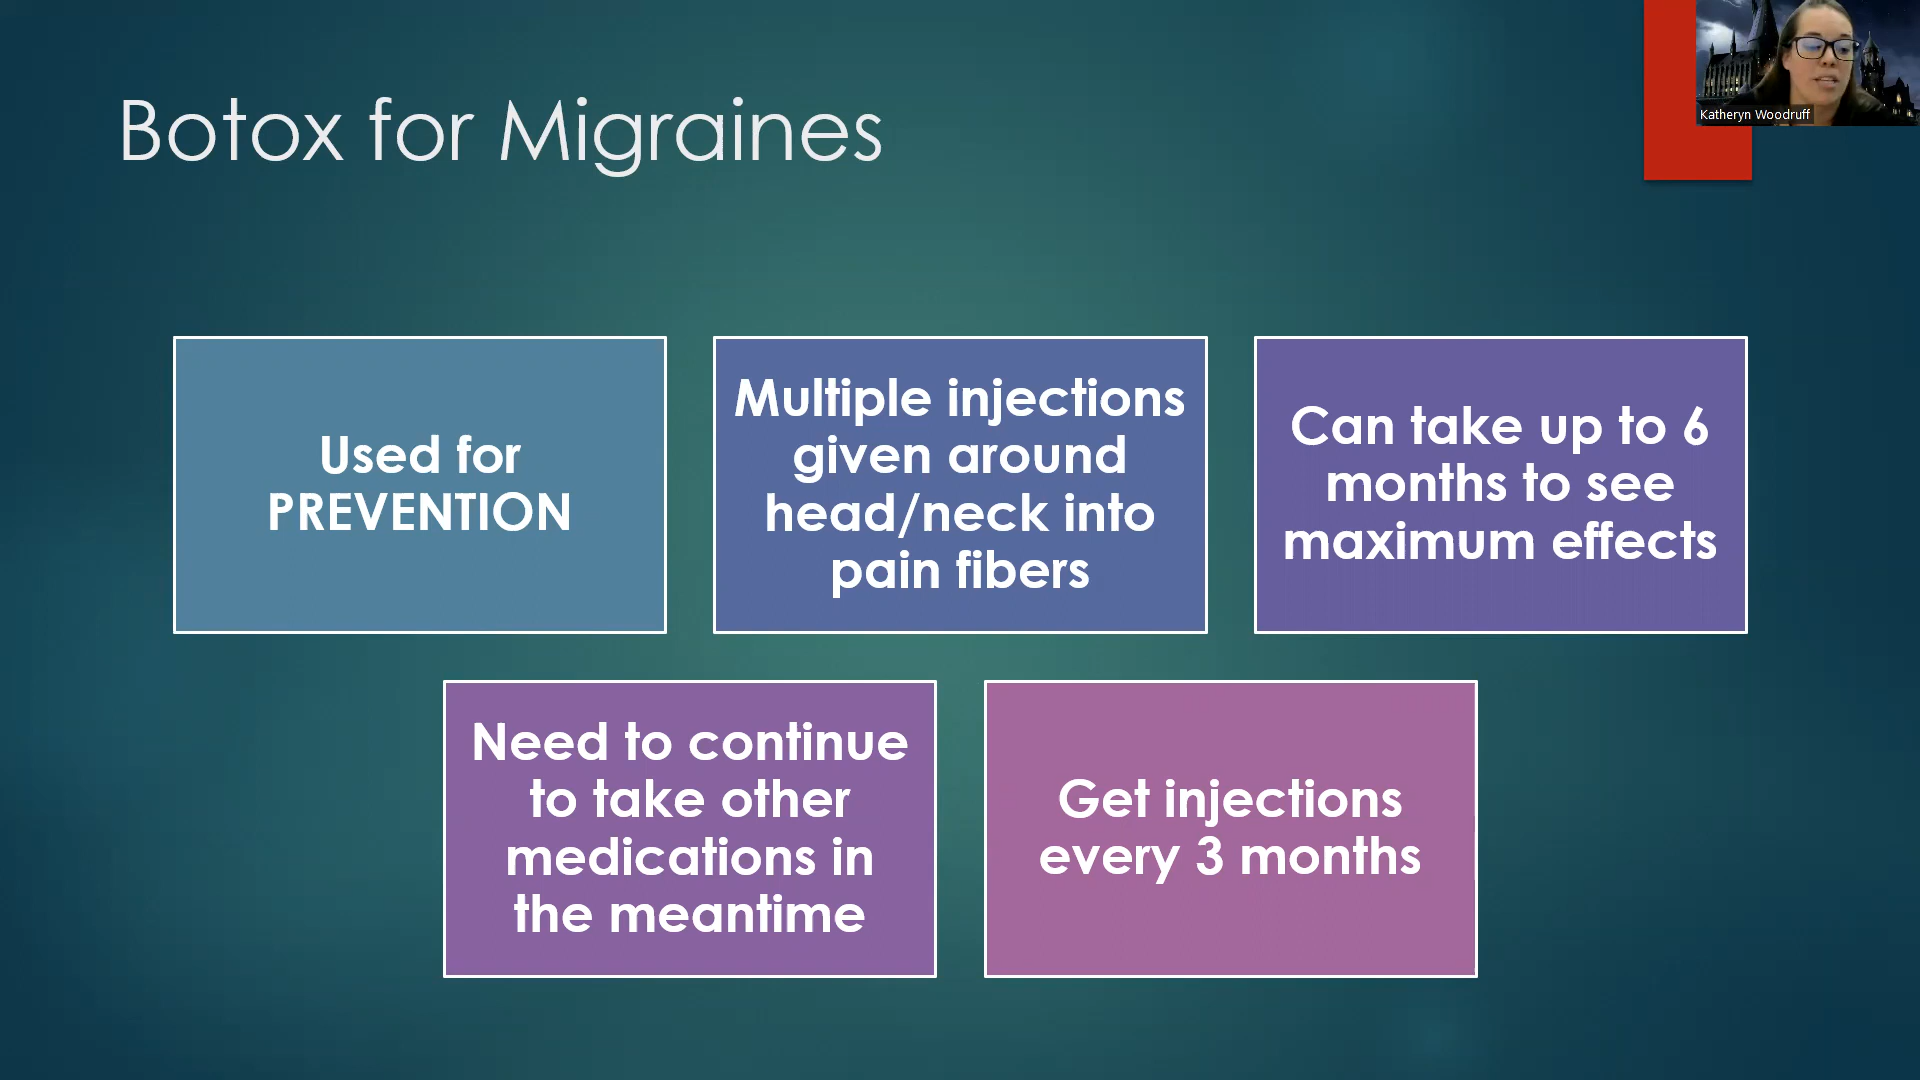 Botox for Migraines
Katheryn Woodruff
Used for
PREVENTION
Multiple injections
given around
head/neck into
pain fibers
Can take up to 6
months to see
maximum effects
Need to continue
to take other
medications in
the meantime
Get injections
every 3 months